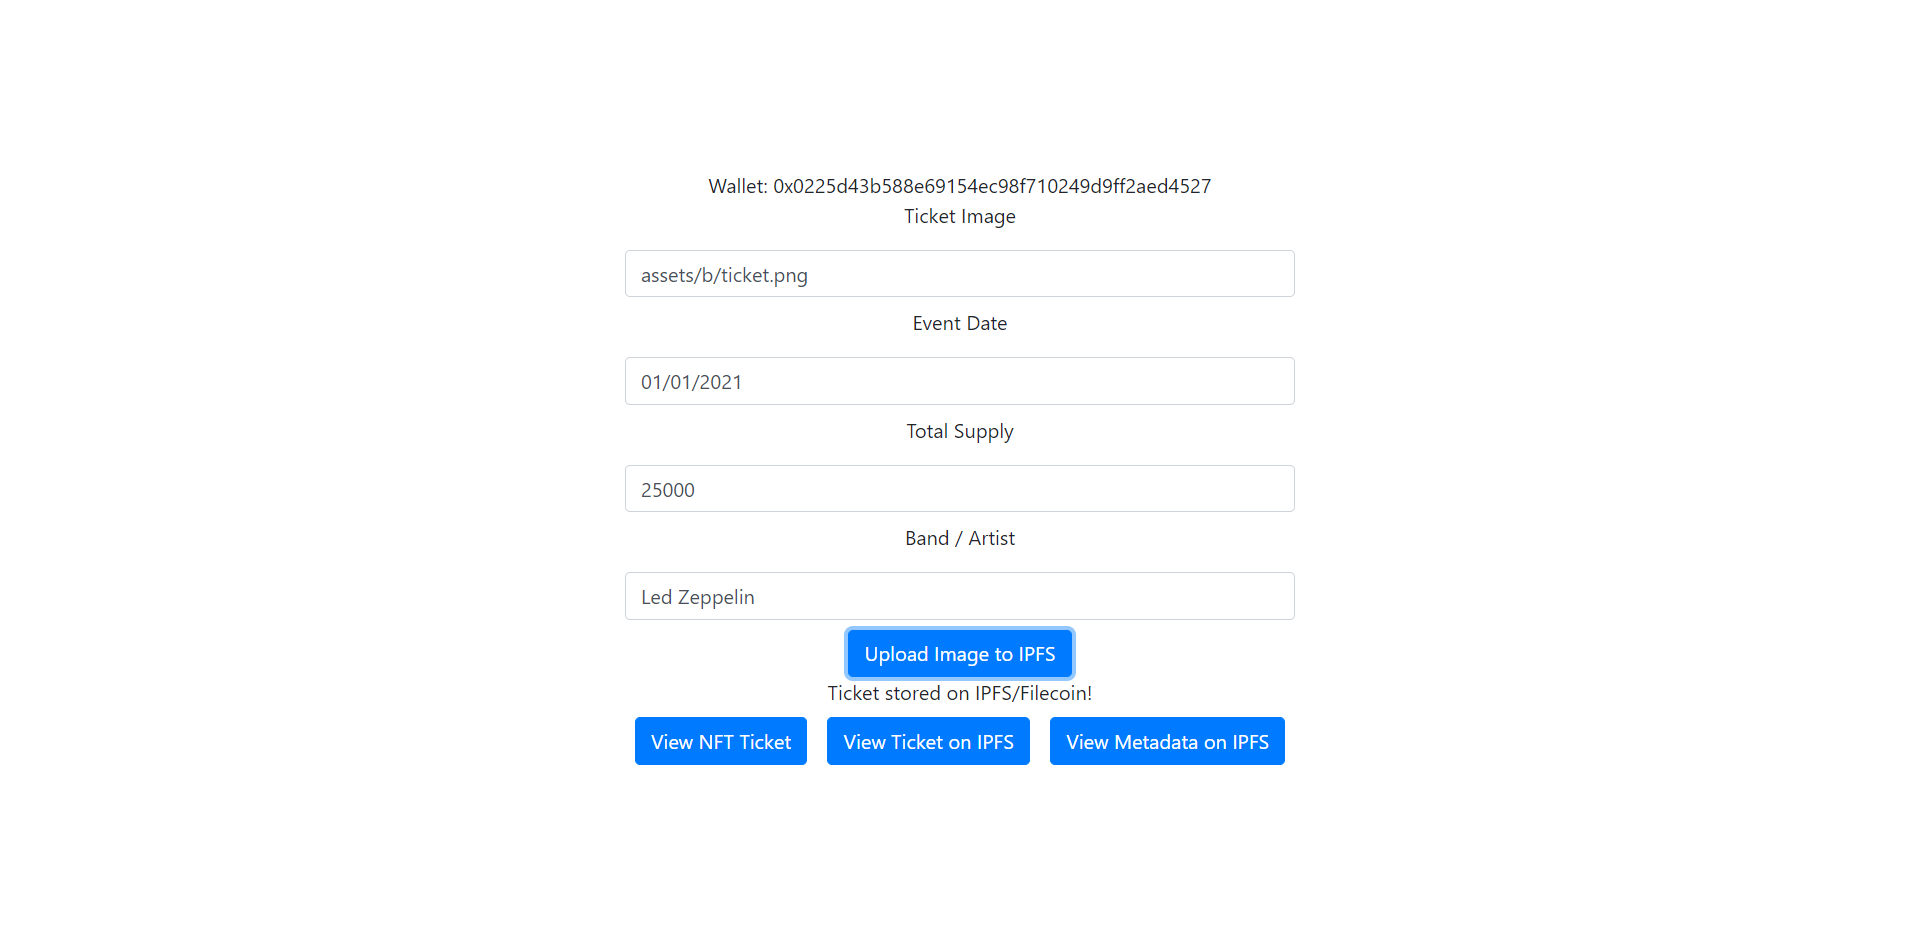 Wallet: 0x0225d43b588e69154ec98f710249d9ff2aed4527
Ticket Image
assets/b/ticket.png
Event Date
01/01/2021
Total Supply
25000
Band / Artist
Led Zeppelin
Upload Image to IPFS
Ticket stored on IPFS/Filecoin!
View NFT Ticket View Ticket on IPFS View Metadata on IPFS